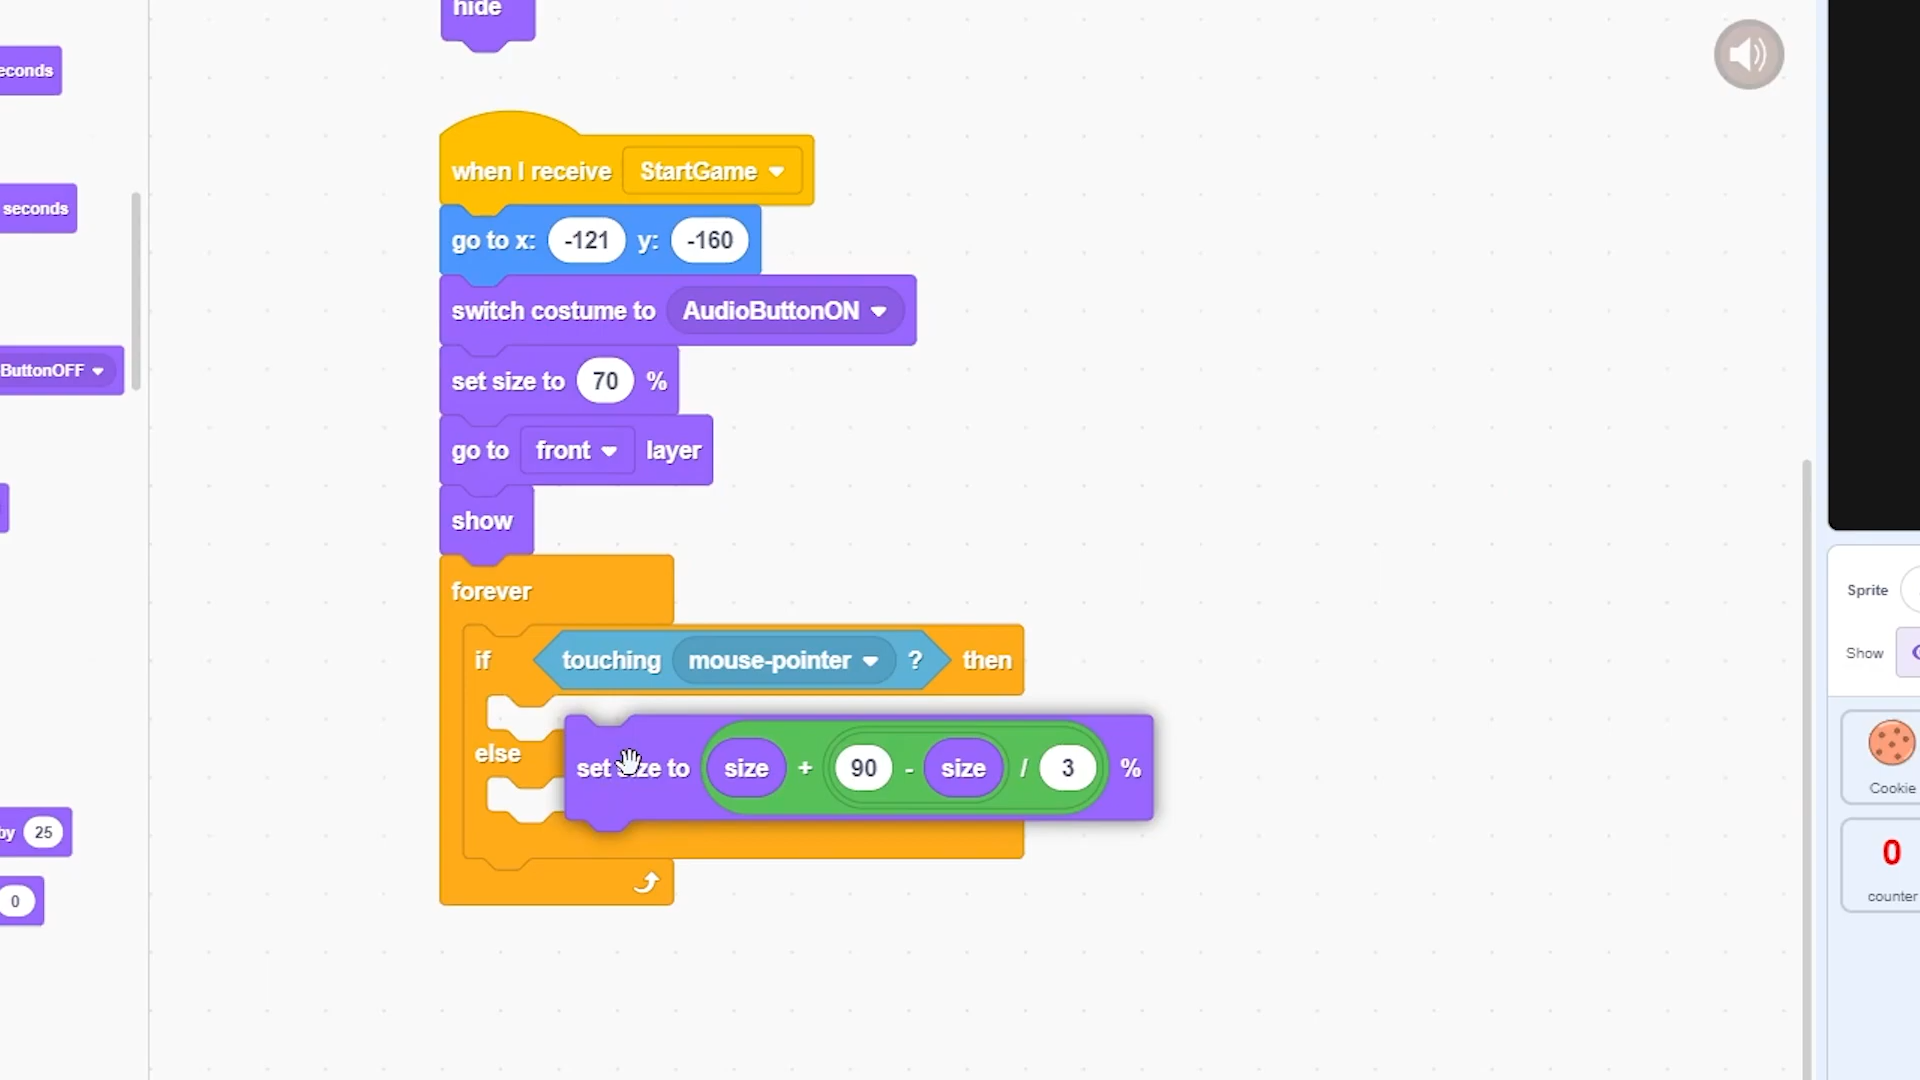 hide
econds
when I receive StartGame
seconds
go to x: -121 y: -160
switch costume to AudioButtonON
ButtonOFF
set size to 70 %
go to front layer
show
forever
Sprite
if touching mouse-pointer ? then
Show
else
set size to size + 90 - size / 3 %
Cookie
by 25
0
0
counter